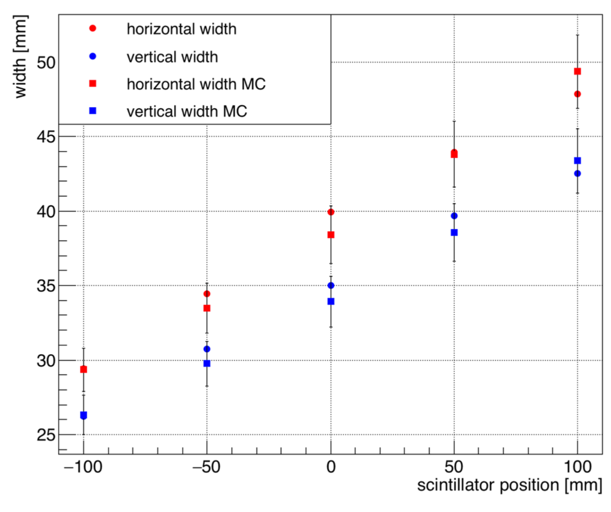 width [mm]
horizontal width
vertical width
horizontal width MC
vertical width MC
50
45
40
35
30
25
−100
−50
0
50
100
scintillator position [mm]